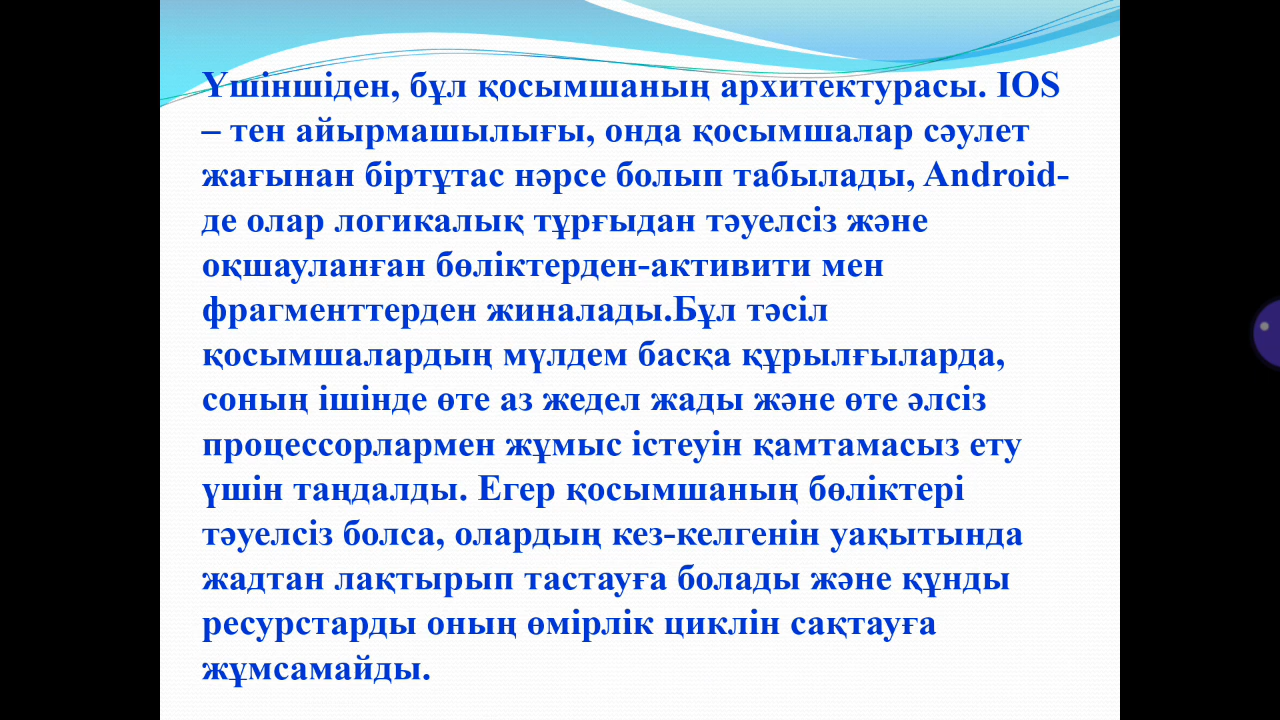 Үшіншіден, бұл қосымшаның архитектурасы. IOS
– тен айырмашылығы, онда қосымшалар сәулет
жағынан біртұтас нәрсе болып табылады, Android-
де олар логикалық тұрғыдан тәуелсіз және
оқшауланған бөліктерден-активити мен
фрагменттерден жиналады.Бұл тәсіл
қосымшалардың мүлдем басқа құрылғыларда,
соның ішінде өте аз жедел жады және өте әлсіз
процессорлармен жұмыс істеуін қамтамасыз ету
үшін таңдалды. Егер қосымшаның бөліктері
тәуелсіз болса, олардың кез-келгенін уақытында
жадтан лақтырып тастауға болады және құнды
ресурстарды оның өмірлік циклін сақтауға
жұмсамайды.